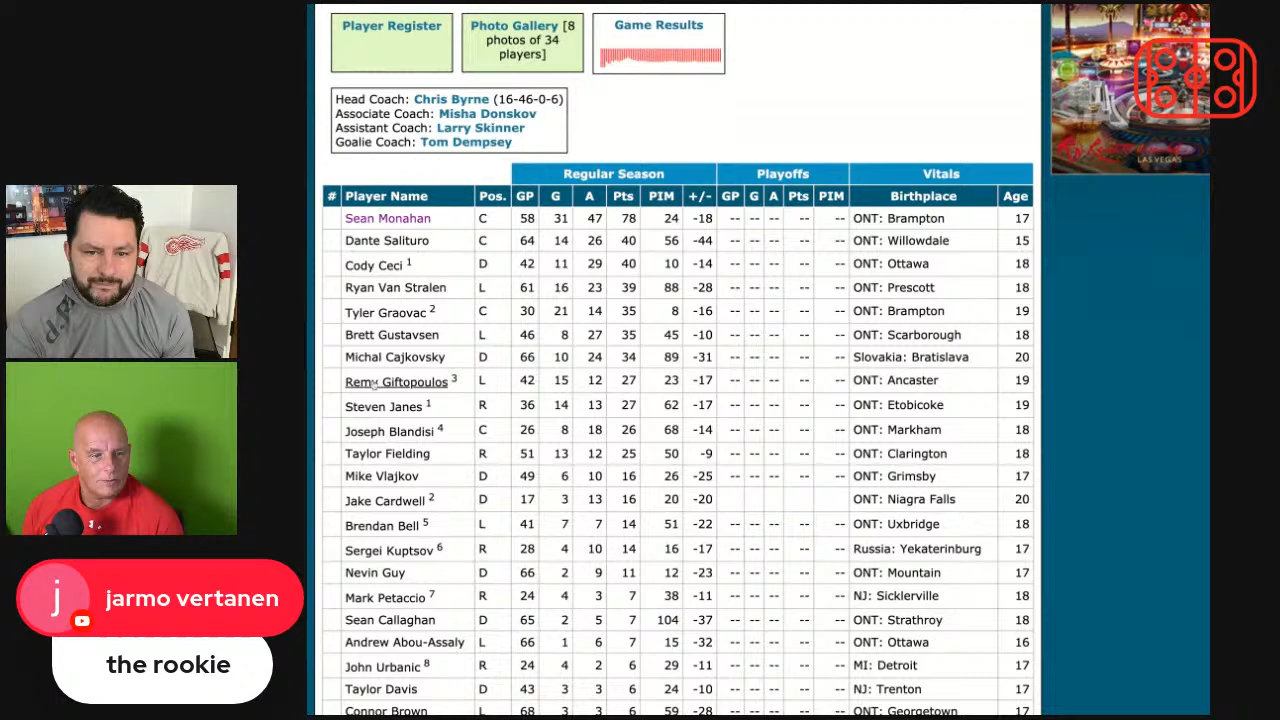 Player Register
Photo Gallery [8
photos of 34
players]
Game Results
Head Coach: Chris Byrne (16-46-0-6)
Associate Coach: Misha Donskov
Assistant Coach: Larry Skinner
Goalie Coach: Tom Dempsey
Regular Season Playoffs Vitals
# Player Name Pos. GP G A Pts PIM +/- GP G A Pts PIM Birthplace Age
Sean Monahan C 58 31 47 78 24 -18 -- -- -- -- -- ONT: Brampton 17
Dante Salituro C 64 14 26 40 56 -44 -- -- -- -- -- ONT: Willowdale 15
Cody Ceci 1 D 42 11 29 40 10 -14 -- -- -- -- -- ONT: Ottawa 18
Ryan Van Stralen L 61 16 23 39 88 -28 -- -- -- -- -- ONT: Prescott 18
Tyler Graovac 2 C 30 21 14 35 8 -16 -- -- -- -- -- ONT: Brampton 19
Brett Gustavsen L 46 8 27 35 45 -10 -- -- -- -- -- ONT: Scarborough 18
Michal Cajkovsky D 66 10 24 34 89 -31 -- -- -- -- -- Slovakia: Bratislava 20
Remy Giftopoulos 3 L 42 15 12 27 23 -17 -- -- -- -- -- ONT: Ancaster 19
Steven Janes 1 R 36 14 13 27 62 -17 -- -- -- -- -- ONT: Etobicoke 19
Joseph Blandisi 4 C 26 8 18 26 68 -14 -- -- -- -- -- ONT: Markham 18
Taylor Fielding R 51 13 12 25 50 -9 -- -- -- -- -- ONT: Clarington 18
Mike Vlajkov D 49 6 10 16 26 -25 -- -- -- -- -- ONT: Grimsby 17
Jake Cardwell 2 D 17 3 13 16 20 -20 ONT: Niagra Falls 20
Brendan Bell 5 L 41 7 7 14 51 -22 -- -- -- -- -- ONT: Uxbridge 18
Sergei Kuptsov 6 R 28 4 10 14 16 -17 -- -- -- -- -- Russia: Yekaterinburg 17
Nevin Guy D 66 2 9 11 12 -23 -- -- -- -- -- ONT: Mountain 17
Mark Petaccio 7 R 24 4 3 7 38 -11 -- -- -- -- -- NJ: Sicklerville 18
Sean Callaghan D 65 2 5 7 104 -37 -- -- -- -- -- ONT: Strathroy 18
Andrew Abou-Assaly L 66 1 6 7 15 -32 -- -- -- -- -- ONT: Ottawa 16
John Urbanic 8 R 24 4 2 6 29 -11 -- -- -- -- -- MI: Detroit 17
Taylor Davis D 43 3 3 6 24 -10 -- -- -- -- -- NJ: Trenton 17
Connor Brown L 68 3 3 6 59 -28 -- -- -- -- -- ONT: Georgetown 17
LAS VEGAS
j jarmo vertanen
the rookie